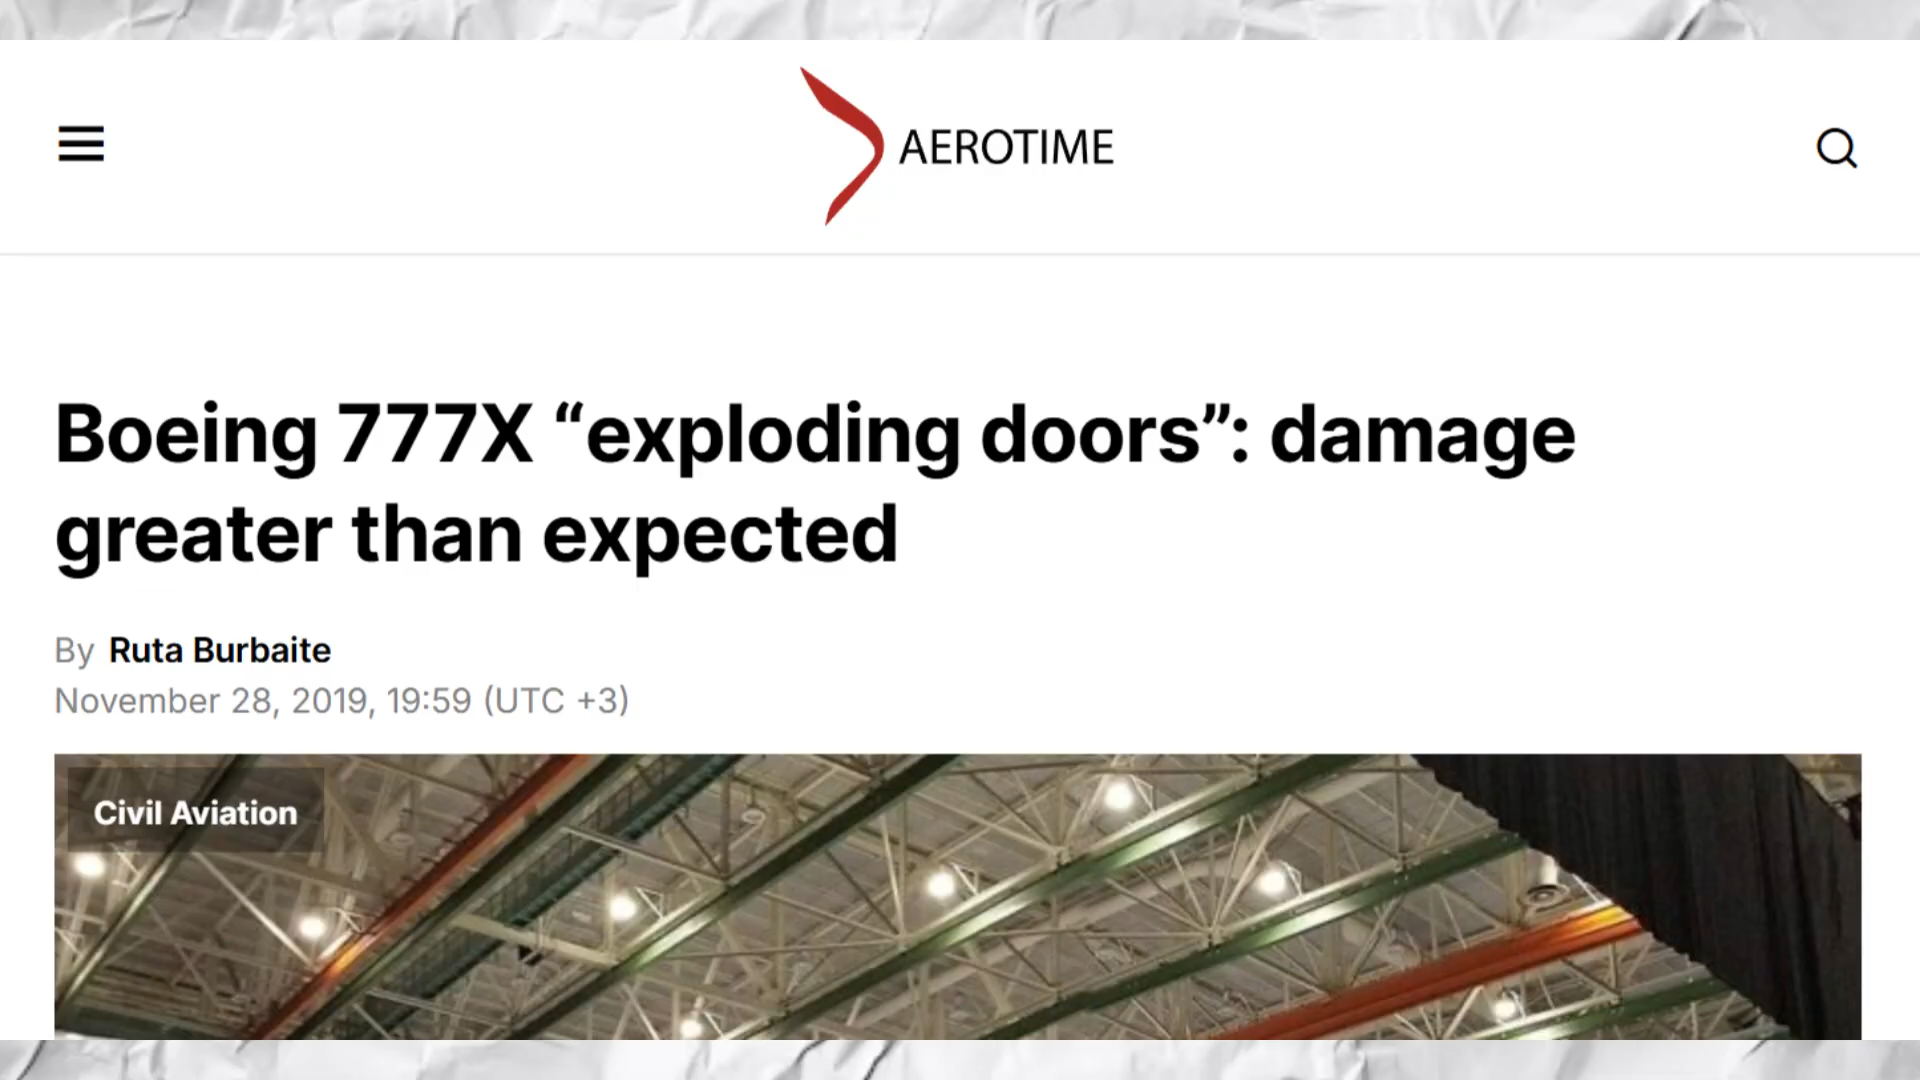 AEROTIME
Boeing 777X “exploding doors”: damage
greater than expected
By Ruta Burbaite
November 28, 2019, 19:59 (UTC +3)
Civil Aviation